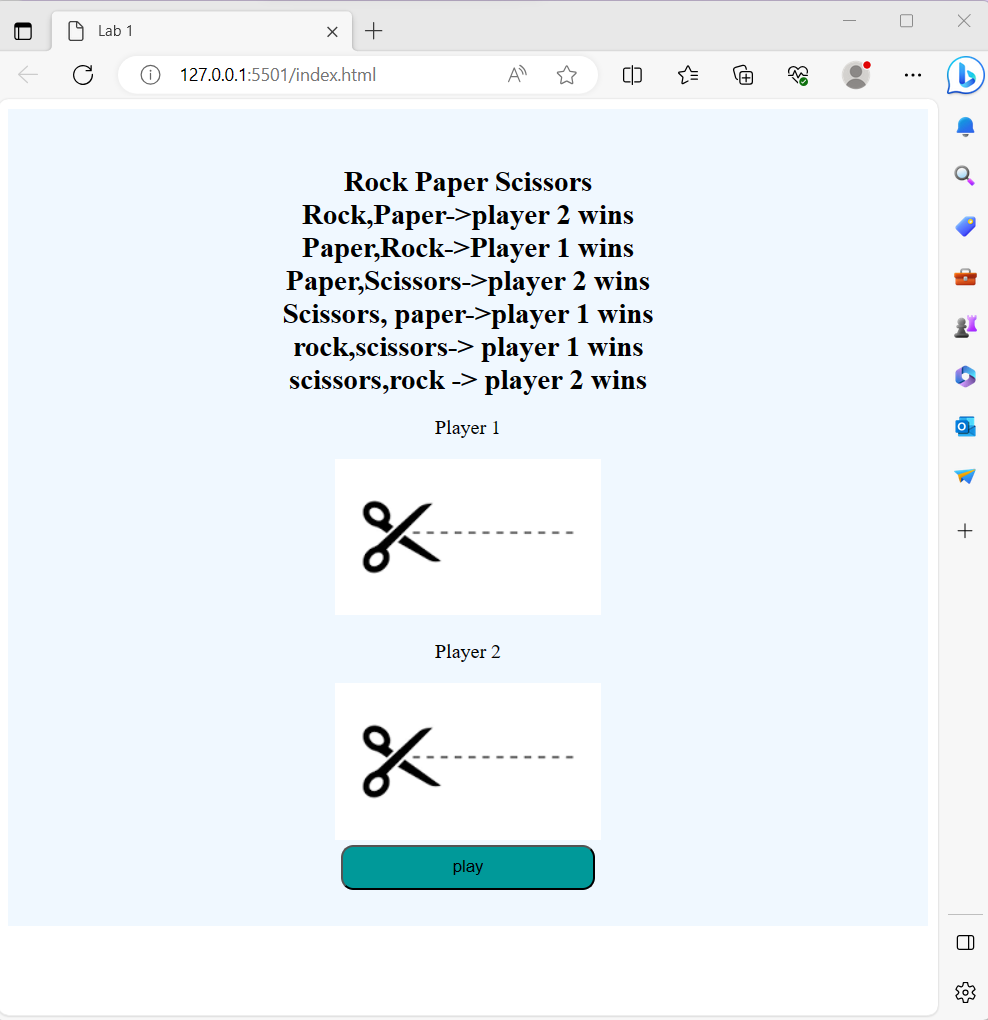 Lab 1
127.0.0.1:5501/index.html
Rock Paper Scissors
Rock,Paper->player 2 wins
Paper,Rock->Player 1 wins
Paper,Scissors->player 2 wins
Scissors, paper->player 1 wins
rock,scissors-> player 1 wins
scissors,rock -> player 2 wins
Player 1
Player 2
play